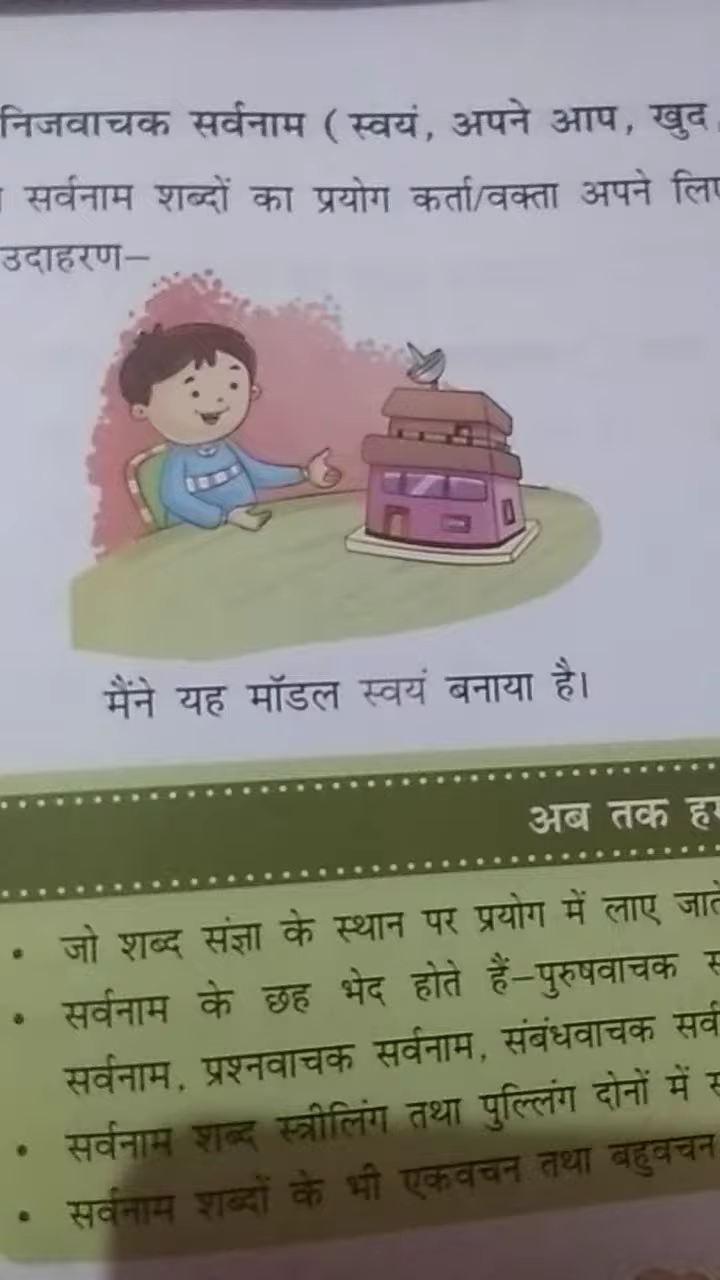 निजवाचक सर्वनाम ( स्वयं, अपने आप, खुद,
सर्वनाम शब्दों का प्रयोग कर्ता/वक्ता अपने
उदाहरण–
मैंने यह मॉडल स्वयं बनाया है।
अब तक
जो शब्द संज्ञा के स्थान पर प्रयोग में लाए
• सर्वनाम के छह भेद होते हैं–पुरुषवाचक
सर्वनाम, प्रश्नवाचक सर्वनाम, संबंधवाचक
• सर्वनाम शब्द स्त्रीलिंग तथा पुल्लिंग दोनों में
• सर्वनाम शब्दों के भी एकवचन तथा बहुवचन